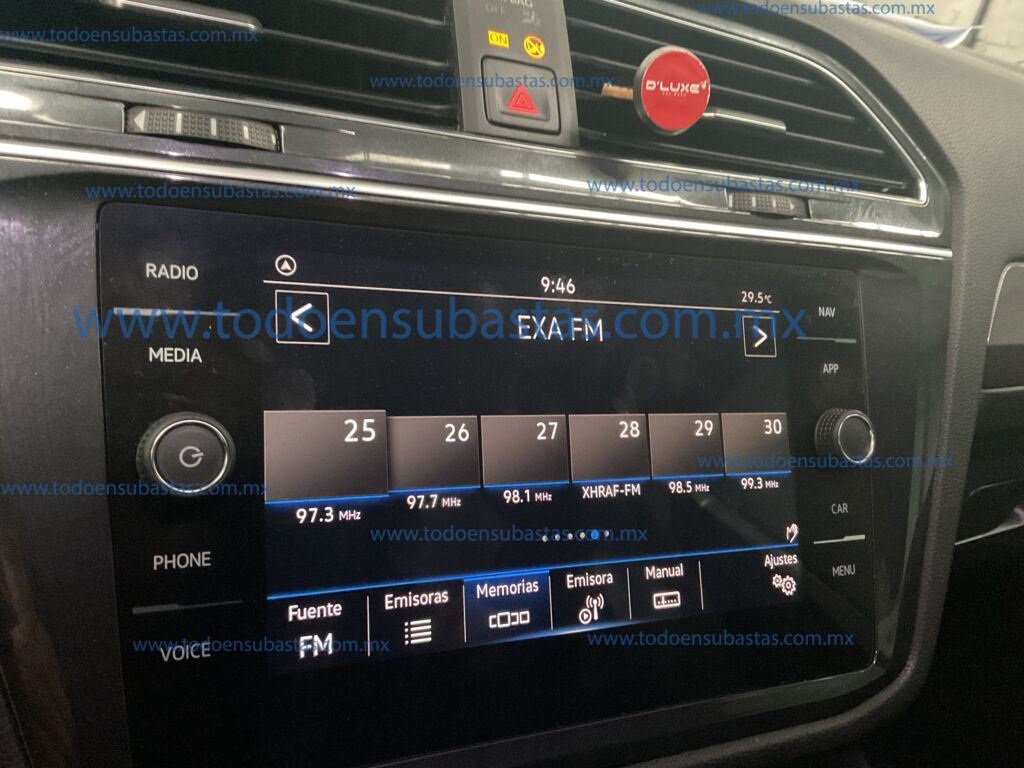 www.todoensubastas.com.mx
www.todoensubastas.com.mx
OFF
ON
www.todoensubastas.com.mx
D'LUXE
www.todoensubastas.com.mx
www.todoensubastas.com.mx
RADIO
9:46
29.5°C
NAV
www.todoensubastas.com.mx
EXA FM
MEDIA
APP
25
26
27
28
29
30
www.todoensubastas.com.mx
www.todoensubastas.com.mx
97.3 MHz
97.7 MHz
98.1 MHz
XHRAF-FM
98.5 MHz
99.3 MHz
CAR
www.todoensubastas.com.mx
PHONE
MENU
Fuente
FM
Emisoras
Memorias
Emisora
Manual
Ajustes
VOICE
www.todoensubastas.com.mx
www.todoensubastas.com.mx